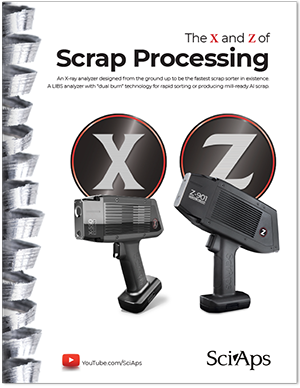 The X and Z of
Scrap Processing
An X-ray analyzer designed from the ground up to be the fastest scrap sorter in existence.
A LIBS analyzer with "dual burn" technology for rapid sorting or producing mill-ready Al scrap.
X
Z
Z-901
Z
YouTube.com/SciAps
SciAps